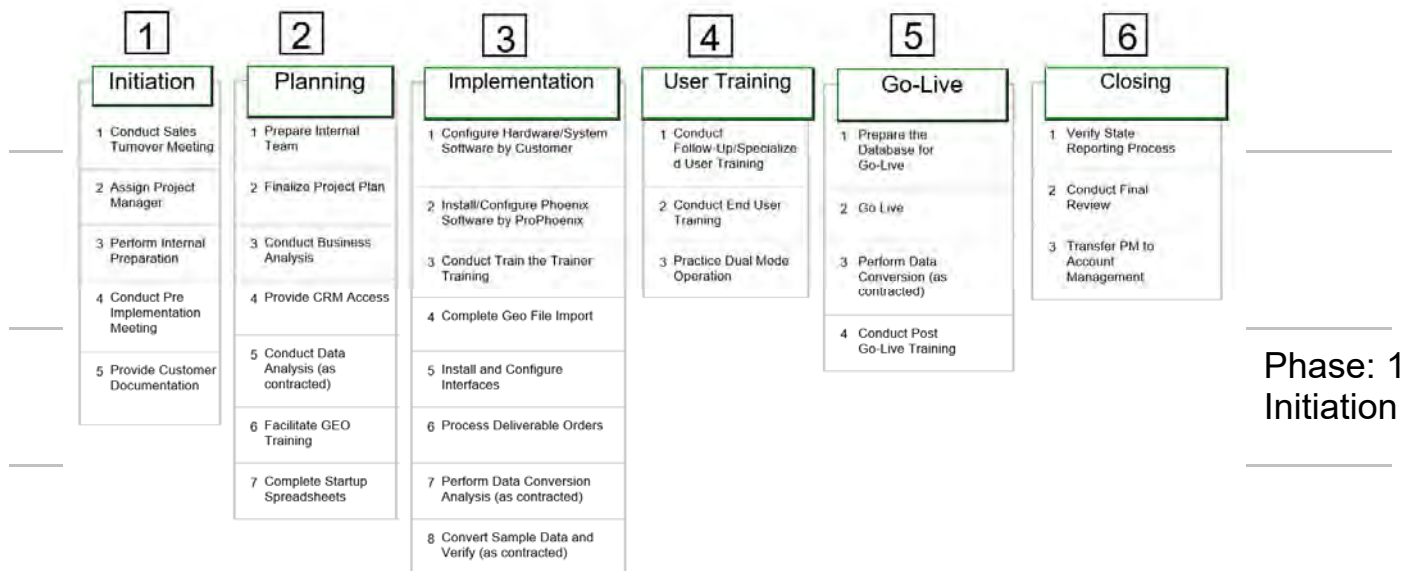 1
Initiation
1 Conduct Sales
Turnover Meeting
2 Assign Project
Manager
3 Perform Internal
Preparation
4 Conduct Pre
Implementation
Meeting
5 Provide Customer
Documentation
2
Planning
1 Prepare Internal
Team
2 Finalize Project Plan
3 Conduct Business
Analysis
4 Provide CRM Access
5 Conduct Data
Analysis (as
contracted)
6 Facilitate GEO
Training
7 Complete Startup
Spreadsheets
3
Implementation
1 Configure Hardware/System
Software by Customer
2 Install/Configure Phoenix
Software by ProPhoenix
3 Conduct Train the Trainer
Training
4 Complete Geo File Import
5 Install and Configure
Interfaces
6 Process Deliverable Orders
7 Perform Data Conversion
Analysis (as contracted)
8 Convert Sample Data and
Verify (as contracted)
4
User Training
1 Conduct
Follow-Up/Specialize
d User Training
2 Conduct End User
Training
3 Practice Dual Mode
Operation
5
Go-Live
1 Prepare the
Database for
Go-Live
2 Go Live
3 Perform Data
Conversion (as
contracted)
4 Conduct Post
Go-Live Training
6
Closing
1 Verify State
Reporting Process
2 Conduct Final
Review
3 Transfer PM to
Account
Management
Phase: 1
Initiation